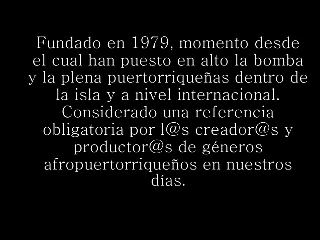 Fundado en 1979, momento desde
el cual han puesto en alto la bomba
y la plena puertorriqueñas dentro de
la isla y a nivel internacional.
Considerado una referencia
obligatoria por l@s creador@s y
productor@s de géneros
afropuertorriqueños en nuestros
días.